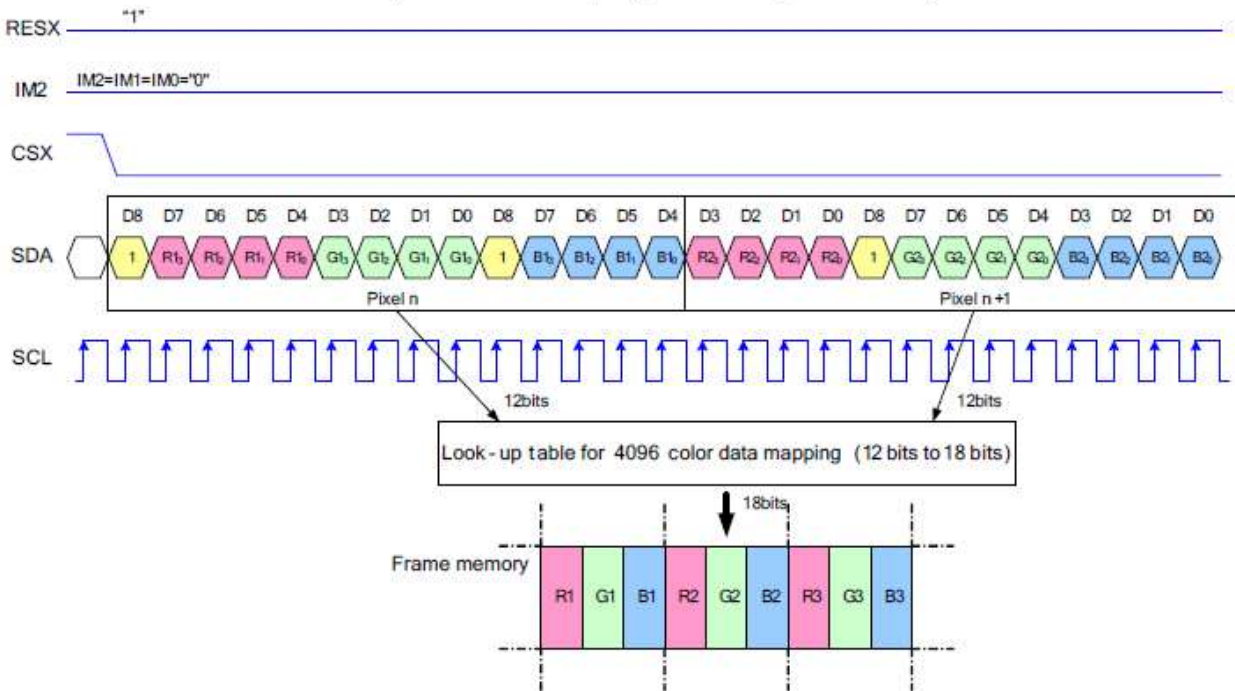 "1"
RESX
IM2=IM1=IM0="0"
IM2
CSX
D8 D7 D6 D5 D4 D3 D2 D1 D0 D8 D7 D6 D5 D4 D3 D2 D1 D0 D8 D7 D6 D5 D4 D3 D2 D1 D0
SDA 1 R1₃ R1₂ R1₁ R1₀ G1₃ G1₂ G1₁ G1₀ 1 B1₃ B1₂ B1₁ B1₀ R2₃ R2₂ R2₁ R2₀ 1 G2₃ G2₂ G2₁ G2₀ B2₃ B2₂ B2₁ B2₀
Pixel n Pixel n+1
SCL
12bits 12bits
Look-up table for 4096 color data mapping (12 bits to 18 bits)
18bits
Frame memory
R1 G1 B1 R2 G2 B2 R3 G3 B3